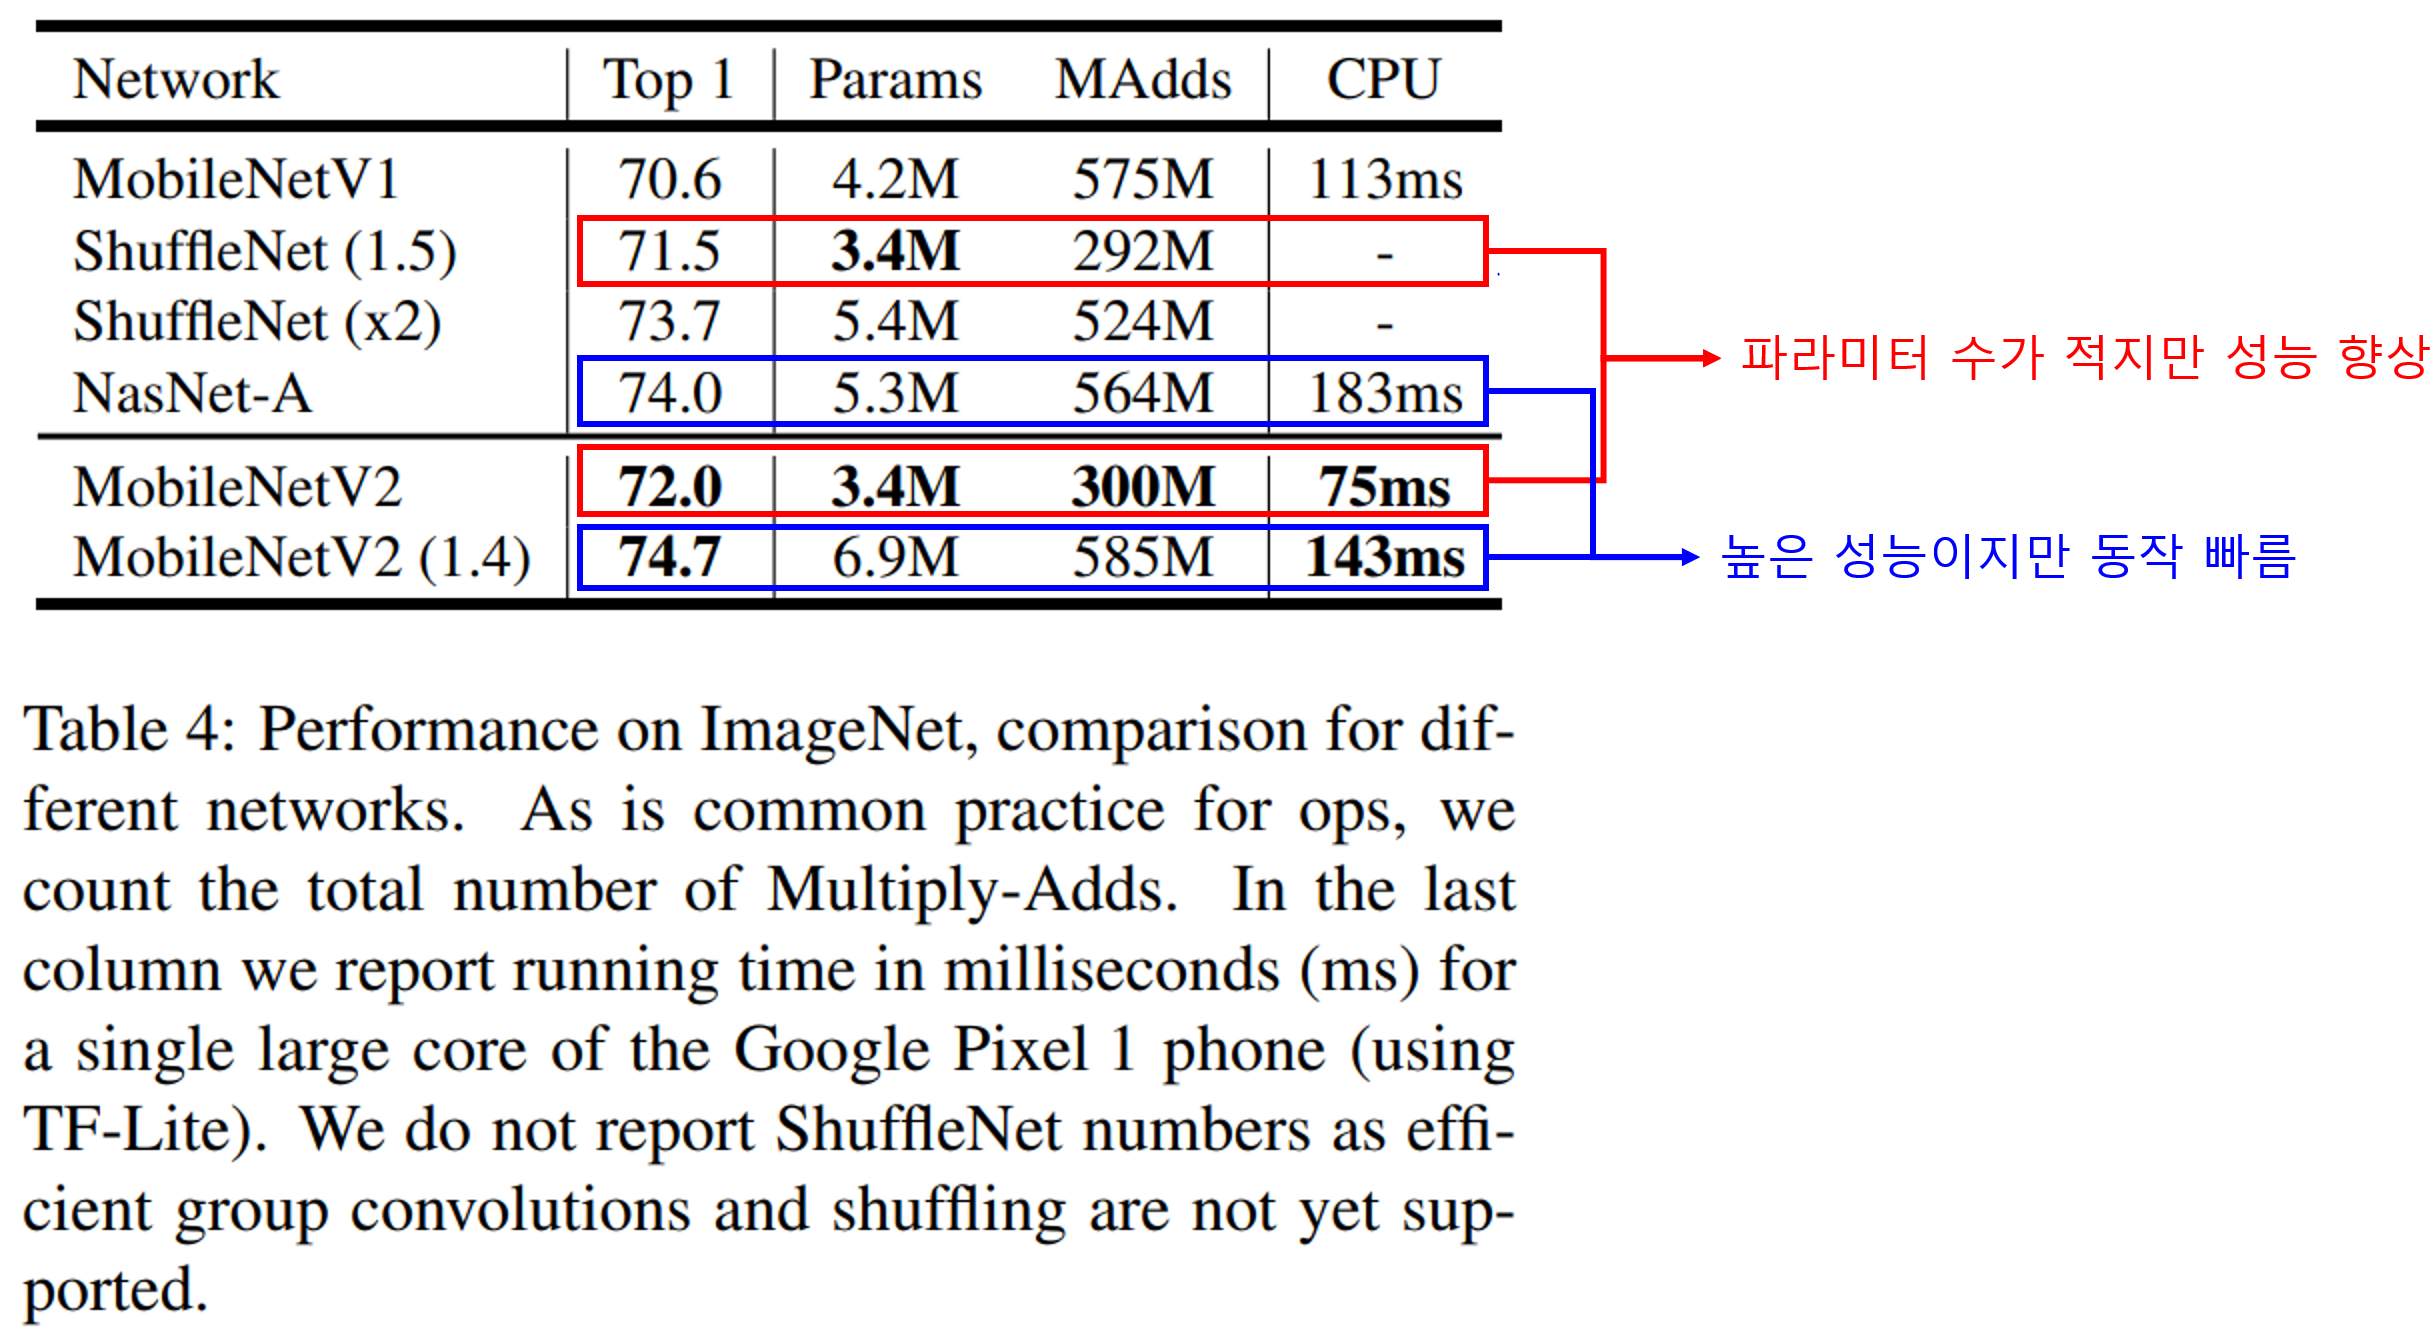 Network Top 1 Params MAdds CPU
MobileNetV1 70.6 4.2M 575M 113ms
ShuffleNet (1.5) 71.5 3.4M 292M -
ShuffleNet (x2) 73.7 5.4M 524M -
NasNet-A 74.0 5.3M 564M 183ms
MobileNetV2 72.0 3.4M 300M 75ms
MobileNetV2 (1.4) 74.7 6.9M 585M 143ms
파라미터 수가 적지만 성능 향상
높은 성능이지만 동작 빠름
Table 4: Performance on ImageNet, comparison for dif-
ferent networks. As is common practice for ops, we
count the total number of Multiply-Adds. In the last
column we report running time in milliseconds (ms) for
a single large core of the Google Pixel 1 phone (using
TF-Lite). We do not report ShuffleNet numbers as effi-
cient group convolutions and shuffling are not yet sup-
ported.